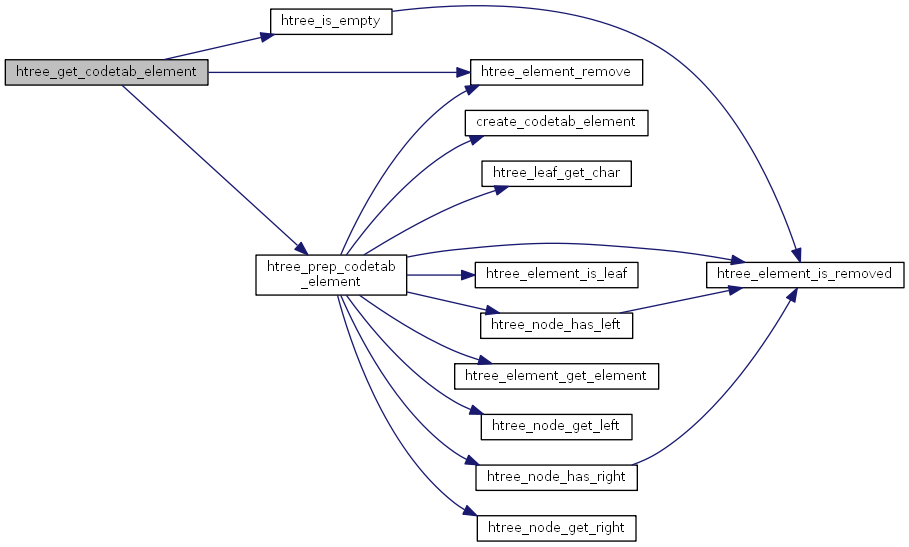 htree_is_empty
htree_get_codetab_element
htree_element_remove
create_codetab_element
htree_leaf_get_char
htree_prep_codetab
_element
htree_element_is_leaf
htree_element_is_removed
htree_node_has_left
htree_element_get_element
htree_node_get_left
htree_node_has_right
htree_node_get_right